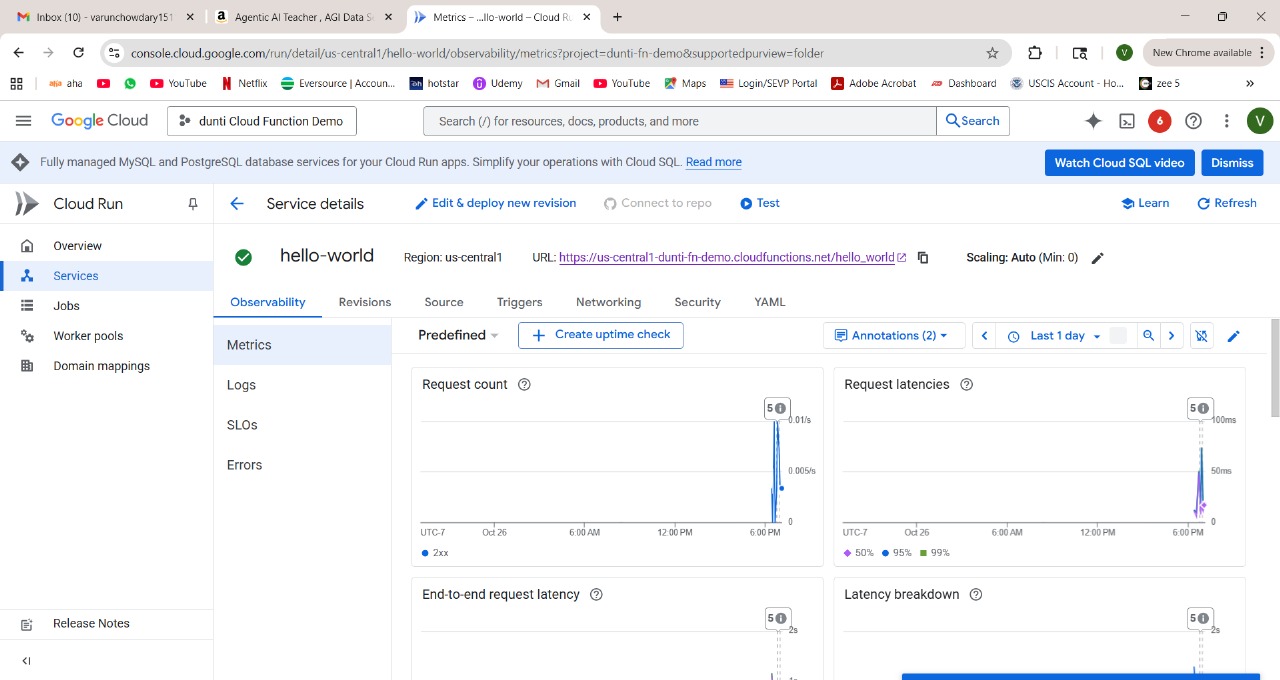 Inbox (10) - varunchowdary151
Agentic AI Teacher , AGI Data S
Metrics – ...llo-world – Cloud Ru
console.cloud.google.com/run/detail/us-central1/hello-world/observability/metrics?project=dunti-fn-demo&supportedpurview=folder
V
New Chrome available
aha
YouTube
Netflix
Eversource | Accoun...
hotstar
Udemy
Gmail
YouTube
Maps
Login/SEVP Portal
Adobe Acrobat
Dashboard
USCIS Account - Ho...
zee 5
»
Google Cloud
dunti Cloud Function Demo
Search (/) for resources, docs, products, and more
Search
6
V
Fully managed MySQL and PostgreSQL database services for your Cloud Run apps. Simplify your operations with Cloud SQL. Read more
Watch Cloud SQL video
Dismiss
Cloud Run
Service details
Edit & deploy new revision
Connect to repo
Test
Learn
Refresh
Overview
Services
Jobs
Worker pools
Domain mappings
Release Notes
hello-world
Region: us-central1
URL: https://us-central1-dunti-fn-demo.cloudfunctions.net/hello_world
Scaling: Auto (Min: 0)
Observability
Revisions
Source
Triggers
Networking
Security
YAML
Metrics
Logs
SLOs
Errors
Predefined
Create uptime check
Annotations (2)
Last 1 day
Request count
5
0.01/s
0.005/s
0
UTC-7
Oct 26
6:00 AM
12:00 PM
6:00 PM
2xx
Request latencies
5
100ms
50ms
0
UTC-7
Oct 26
6:00 AM
12:00 PM
6:00 PM
50%
95%
99%
End-to-end request latency
5
2s
Latency breakdown
5
2s